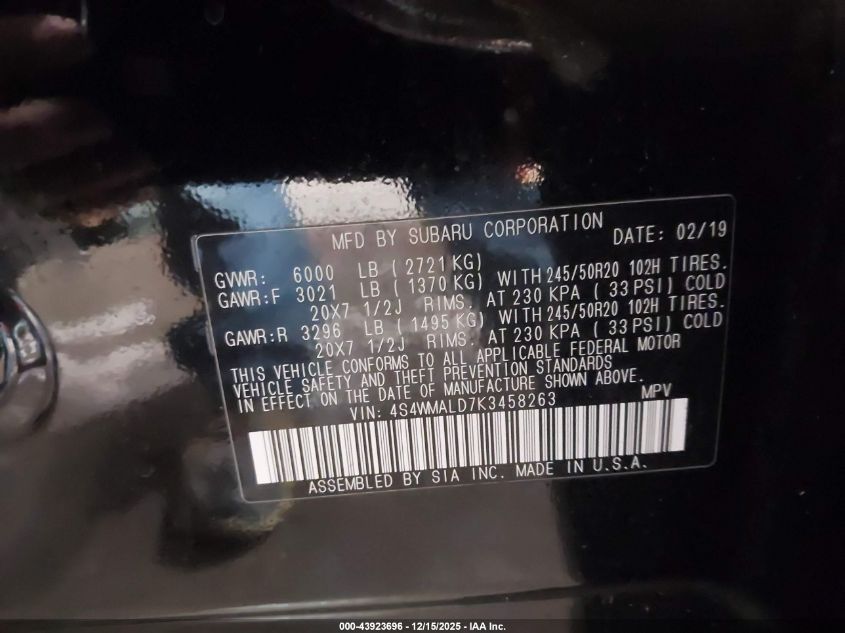 MFD BY SUBARU CORPORATION DATE: 02/19
GVWR: 6000 LB ( 2721 KG)
GAWR:F 3021 LB ( 1370 KG) WITH 245/50R20 102H TIRES.
20X7 1/2J RIMS. AT 230 KPA ( 33 PSI) COLD
GAWR:R 3296 LB ( 1495 KG) WITH 245/50R20 102H TIRES.
20X7 1/2J RIMS. AT 230 KPA ( 33 PSI) COLD
THIS VEHICLE CONFORMS TO ALL APPLICABLE FEDERAL MOTOR
VEHICLE SAFETY AND THEFT PREVENTION STANDARDS
IN EFFECT ON THE DATE OF MANUFACTURE SHOWN ABOVE.
VIN: 4S4WMALD7K3458263 MPV
ASSEMBLED BY SIA INC. MADE IN U.S.A.
000-43923696 - 12/15/2025 - IAA Inc.